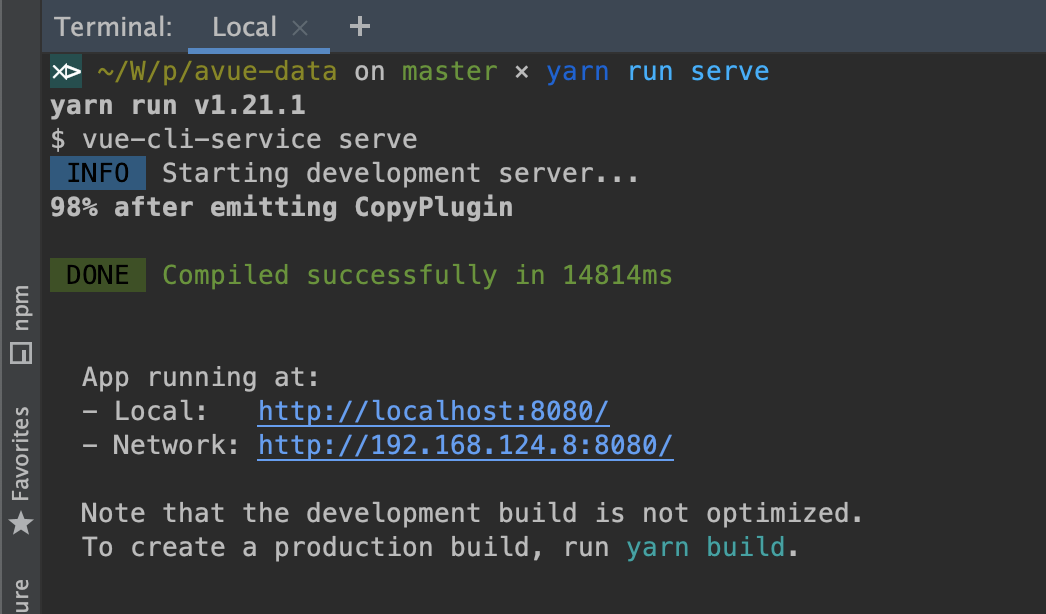 Terminal: Local × +
~/W/p/avue-data on master × yarn run serve
yarn run v1.21.1
$ vue-cli-service serve
INFO Starting development server...
98% after emitting CopyPlugin
DONE Compiled successfully in 14814ms
App running at:
- Local: http://localhost:8080/
- Network: http://192.168.124.8:8080/
Note that the development build is not optimized.
To create a production build, run yarn build.
npm
Favorites
ure